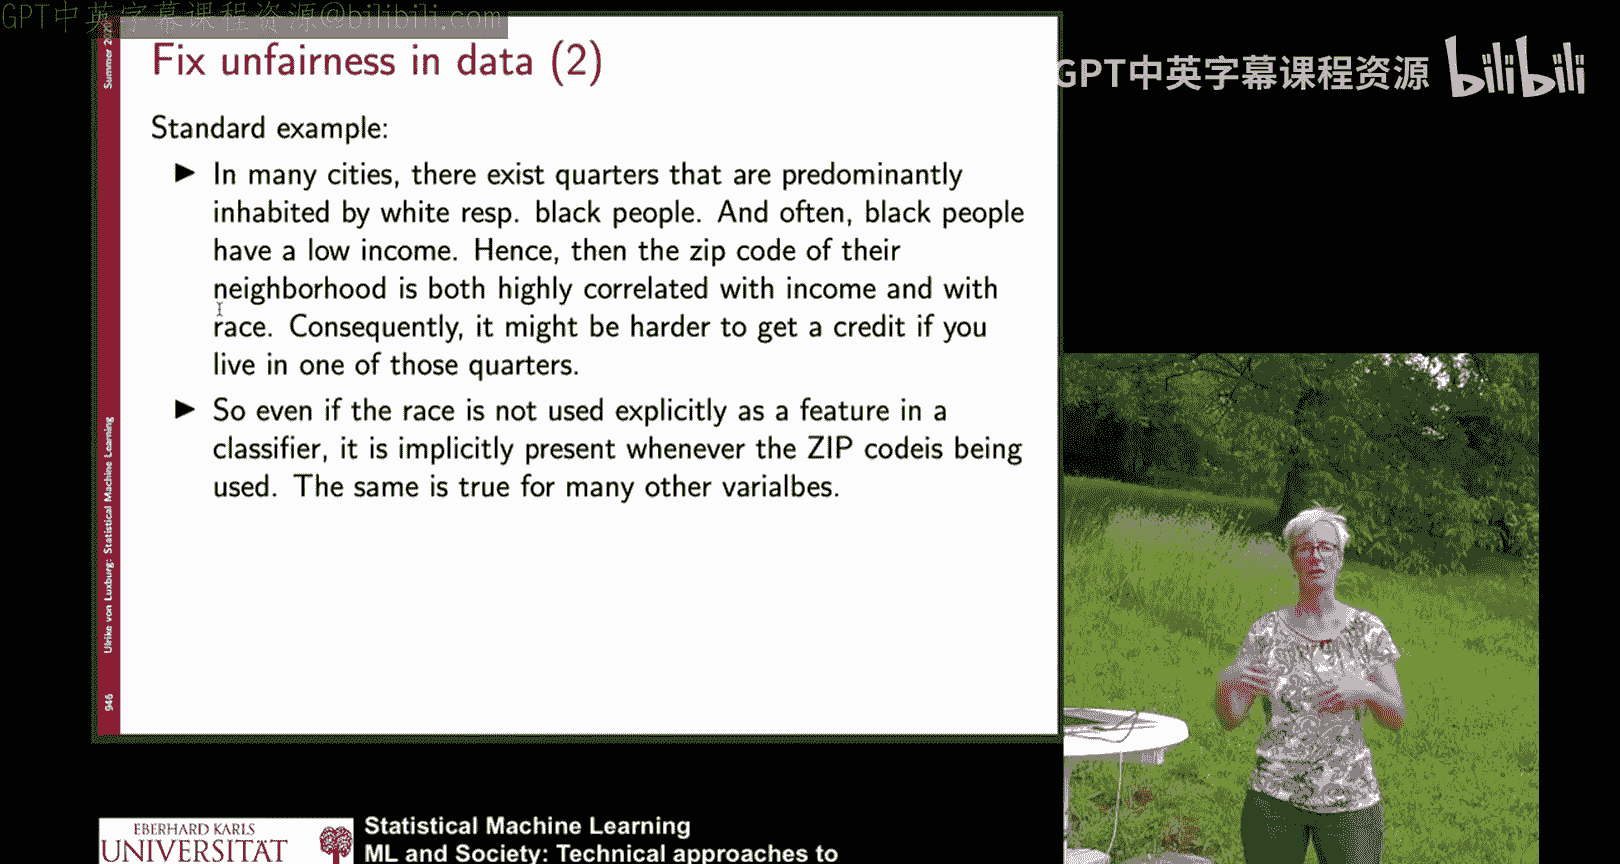 GPT中英字幕课程资源@bilibili.com
GPT中英字幕课程资源 bilibili
Fix unfairness in data (2)
Standard example:
► In many cities, there exist quarters that are predominantly
inhabited by white resp. black people. And often, black people
have a low income. Hence, then the zip code of their
neighborhood is both highly correlated with income and with
race. Consequently, it might be harder to get a credit if you
live in one of those quarters.
► So even if the race is not used explicitly as a feature in a
classifier, it is implicitly present whenever the ZIP codeis being
used. The same is true for many other varialbes.
Summer
Ulrike von Luxburg: Statistical Machine Learning
946
EBERHARD KARLS
UNIVERSITÄT
Statistical Machine Learning
ML and Society: Technical approaches to